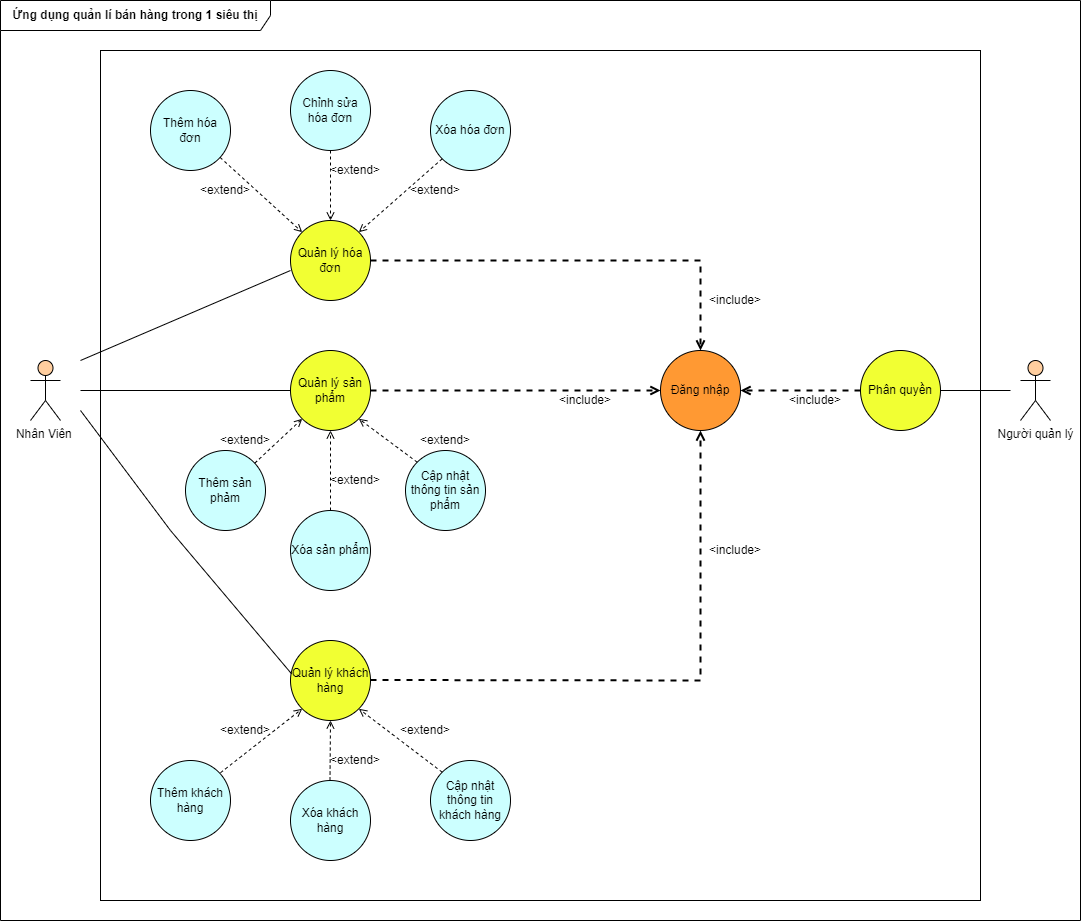 Ứng dụng quản lí bán hàng trong 1 siêu thị
Thêm hóa
đơn
Chỉnh sửa
hóa đơn
Xóa hóa đơn
<extend>
<extend>
<extend>
Quản lý hóa
đơn
<include>
Nhân Viên
Quản lý sản
phẩm
<include>
Đăng nhập
<include>
Phân quyền
Người quản lý
<extend>
<extend>
<extend>
Thêm sản
phảm
Xóa sản phẩm
Cập nhật
thông tin sản
phẩm
<include>
Quản lý khách
hàng
<extend>
<extend>
<extend>
Thêm khách
hàng
Xóa khách
hàng
Cập nhật
thông tin
khách hàng